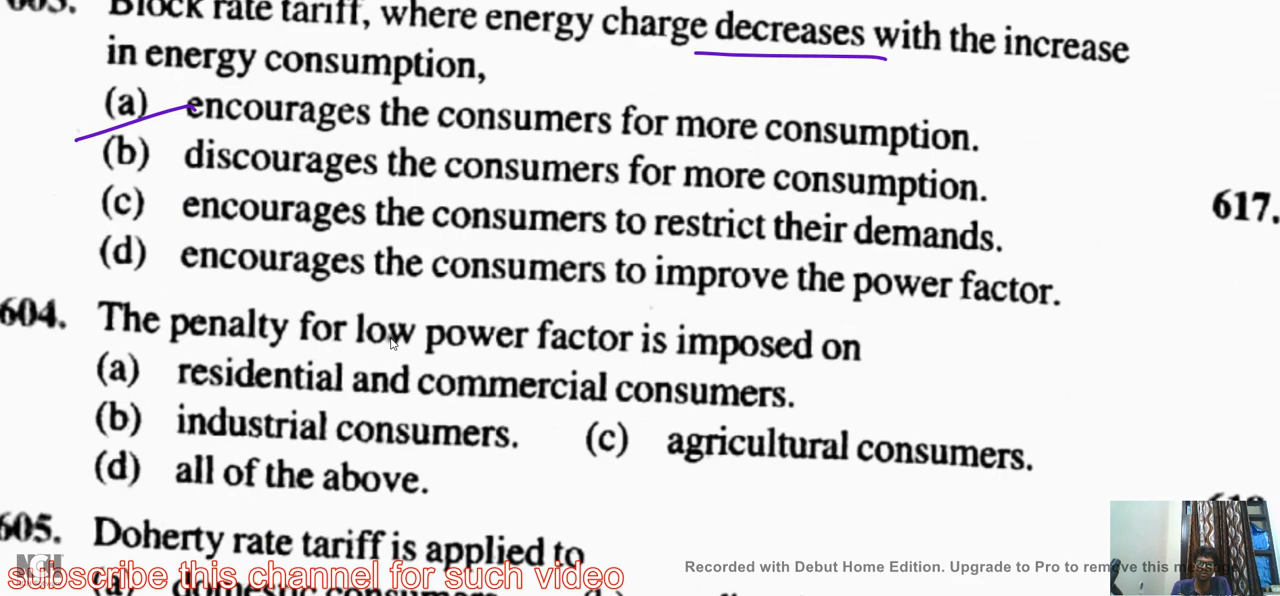 603. Block rate tariff, where energy charge decreases with the increase
in energy consumption,
(a) encourages the consumers for more consumption.
(b) discourages the consumers for more consumption.
(c) encourages the consumers to restrict their demands.
(d) encourages the consumers to improve the power factor.
617.
604. The penalty for low power factor is imposed on
(a) residential and commercial consumers.
(b) industrial consumers. (c) agricultural consumers.
(d) all of the above.
605. Doherty rate tariff is applied to
(a) domestic consumers
subscribe this channel for such video
Recorded with Debut Home Edition. Upgrade to Pro to remove this message